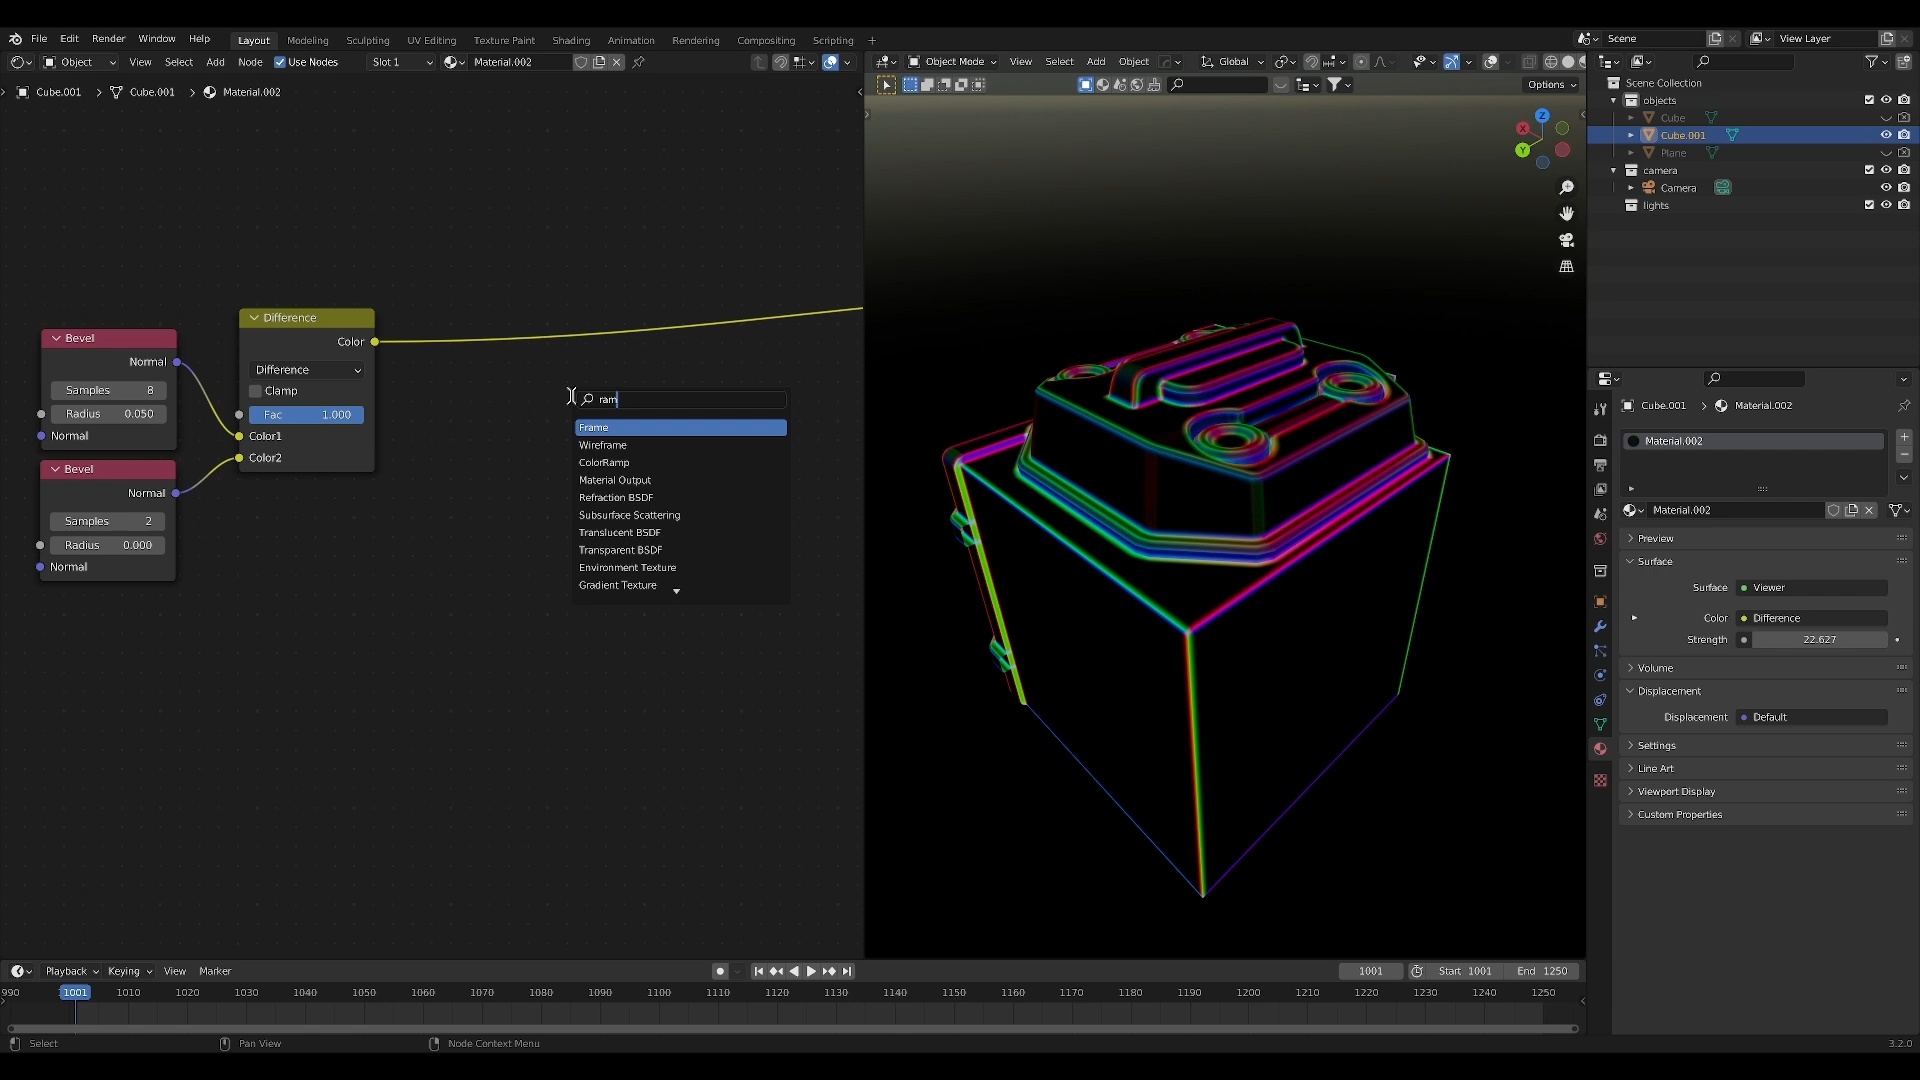 File Edit Render Window Help Layout Modeling Sculpting UV Editing Texture Paint Shading Animation Rendering Compositing Scripting + Scene View Layer
Object View Select Add Node Use Nodes Slot 1 Material.002
Object Mode View Select Add Object Global
Options
Cube.001 > Cube.001 > Material.002
Scene Collection
objects
Cube
Cube.001
Plane
camera
Camera
lights
X
Y
Z
Bevel
Normal
Samples 8
Radius 0.050
Normal
Bevel
Normal
Samples 2
Radius 0.000
Normal
Difference
Color
Difference
Clamp
Fac 1.000
Color1
Color2
ram
Frame
Wireframe
ColorRamp
Material Output
Refraction BSDF
Subsurface Scattering
Translucent BSDF
Transparent BSDF
Environment Texture
Gradient Texture
Cube.001 > Material.002
Material.002
Material.002
Preview
Surface
Surface Viewer
Color Difference
Strength 22.627
Volume
Displacement
Displacement Default
Settings
Line Art
Viewport Display
Custom Properties
Playback Keying View Marker 1001 Start 1001 End 1250
990 1001 1010 1020 1030 1040 1050 1060 1070 1080 1090 1100 1110 1120 1130 1140 1150 1160 1170 1180 1190 1200 1210 1220 1230 1240 1250
Select Pan View Node Context Menu 3.2.0